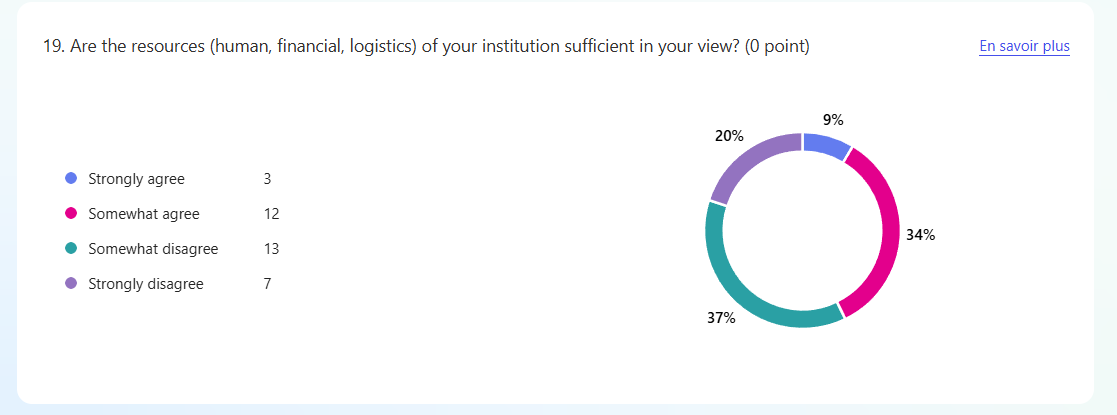 19. Are the resources (human, financial, logistics) of your institution sufficient in your view? (0 point)
En savoir plus
Strongly agree 3
Somewhat agree 12
Somewhat disagree 13
Strongly disagree 7
9%
20%
34%
37%